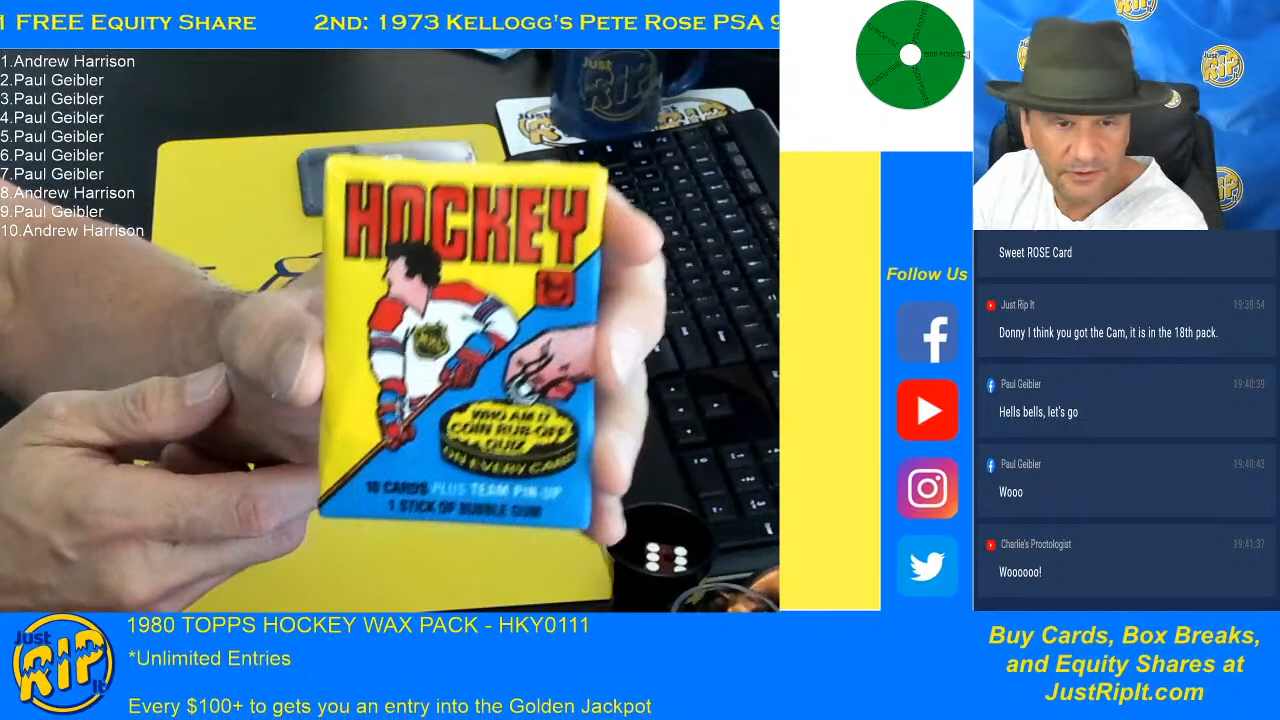 1 FREE EQUITY SHARE 2ND: 1973 KELLOGG'S PETE ROSE PSA 9
1.Andrew Harrison
2.Paul Geibler
3.Paul Geibler
4.Paul Geibler
5.Paul Geibler
6.Paul Geibler
7.Paul Geibler
8.Andrew Harrison
9.Paul Geibler
10.Andrew Harrison
Just
RIP
HOCKEY
WHO AM I?
COIN RUB-OFF
QUIZ
ON EVERY CARD!
10 CARDS PLUS TEAM PIN-UP
1 STICK OF BUBBLE GUM
Follow Us
Sweet ROSE Card
Just Rip It 19:38:54
Donny I think you got the Cam, it is in the 18th pack.
Paul Geibler 19:40:39
Hells bells, let's go
Paul Geibler 19:40:43
Wooo
Charlie's Proctologist 19:41:37
Woooooo!
Just
RIP
It
1980 TOPPS HOCKEY WAX PACK - HKY0111
*Unlimited Entries
Every $100+ to gets you an entry into the Golden Jackpot
Buy Cards, Box Breaks,
and Equity Shares at
JustRipIt.com